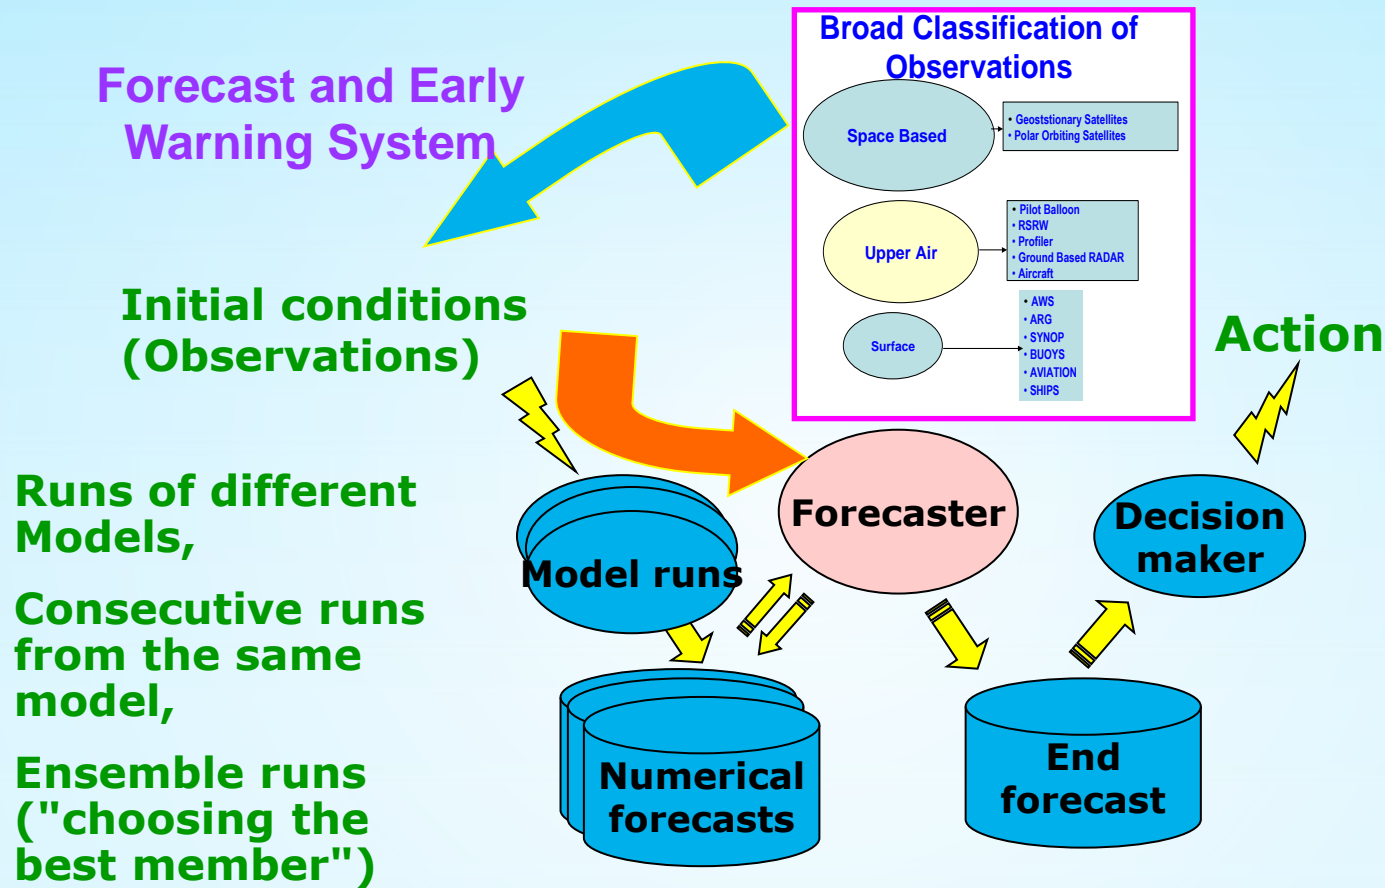 Forecast and Early
Warning System
Broad Classification of
Observations
Space Based
• Geoststionary Satellites
• Polar Orbiting Satellites
Upper Air
• Pilot Balloon
• RSRW
• Profiler
• Ground Based RADAR
• Aircraft
Surface
• AWS
• ARG
• SYNOP
• BUOYS
• AVIATION
• SHIPS
Initial conditions
(Observations)
Action
Runs of different
Models,
Consecutive runs
from the same
model,
Ensemble runs
("choosing the
best member")
Model runs
Forecaster
Decision
maker
Numerical
forecasts
End
forecast